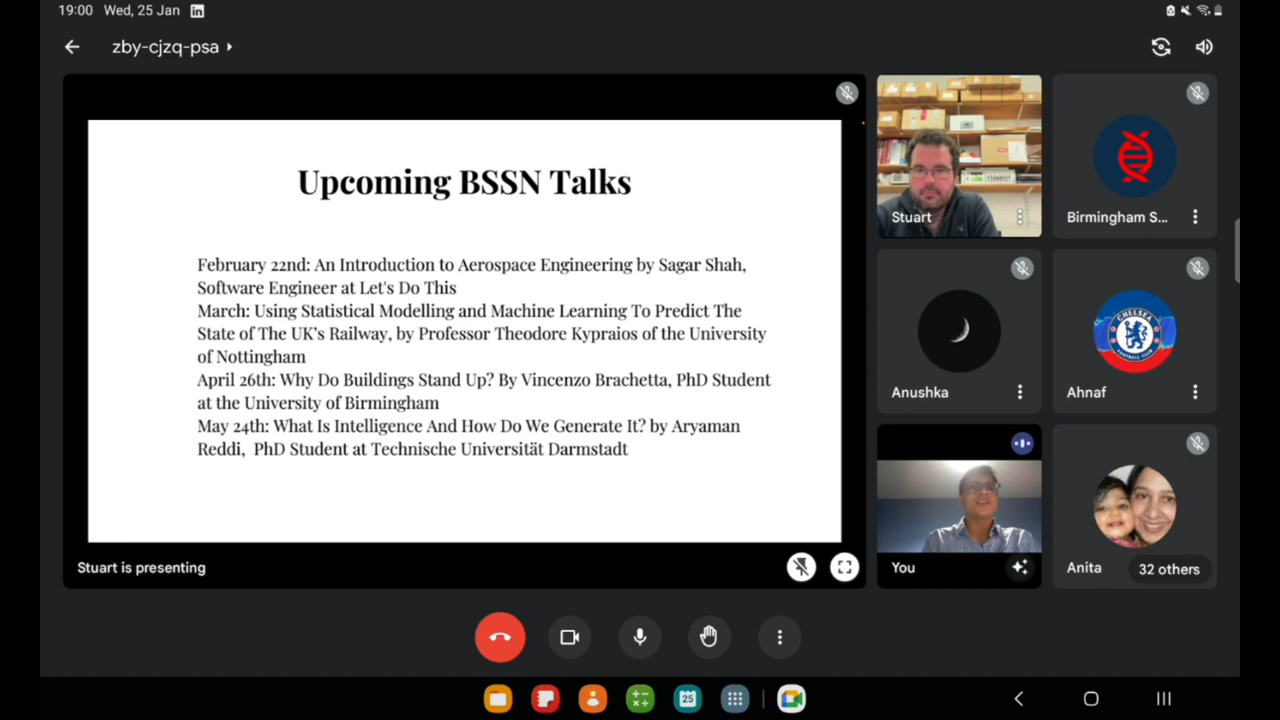 19:00 Wed, 25 Jan in
zby-cjzq-psa
Upcoming BSSN Talks
February 22nd: An Introduction to Aerospace Engineering by Sagar Shah,
Software Engineer at Let's Do This
March: Using Statistical Modelling and Machine Learning To Predict The
State of The UK’s Railway, by Professor Theodore Kypraios of the University
of Nottingham
April 26th: Why Do Buildings Stand Up? By Vincenzo Brachetta, PhD Student
at the University of Birmingham
May 24th: What Is Intelligence And How Do We Generate It? by Aryaman
Reddi, PhD Student at Technische Universität Darmstadt
Stuart is presenting
Stuart
Birmingham S...
Anushka
CHELSEA
FOOTBALL CLUB
Ahnaf
You
Anita
32 others
25